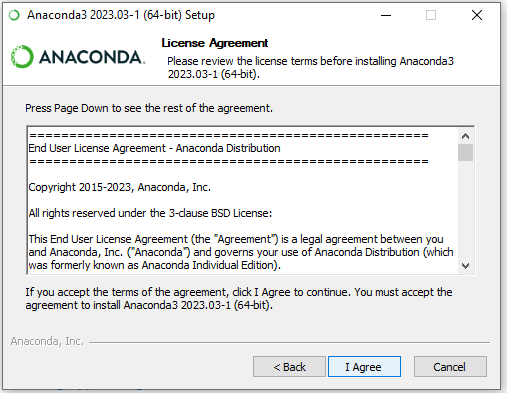 Anaconda3 2023.03-1 (64-bit) Setup
ANACONDA.
License Agreement
Please review the license terms before installing Anaconda3
2023.03-1 (64-bit).
Press Page Down to see the rest of the agreement.
==================================================
End User License Agreement - Anaconda Distribution
==================================================
Copyright 2015-2023, Anaconda, Inc.
All rights reserved under the 3-clause BSD License:
This End User License Agreement (the "Agreement") is a legal agreement between you
and Anaconda, Inc. ("Anaconda") and governs your use of Anaconda Distribution (which
was formerly known as Anaconda Individual Edition).
If you accept the terms of the agreement, click I Agree to continue. You must accept the
agreement to install Anaconda3 2023.03-1 (64-bit).
Anaconda, Inc.
< Back
I Agree
Cancel